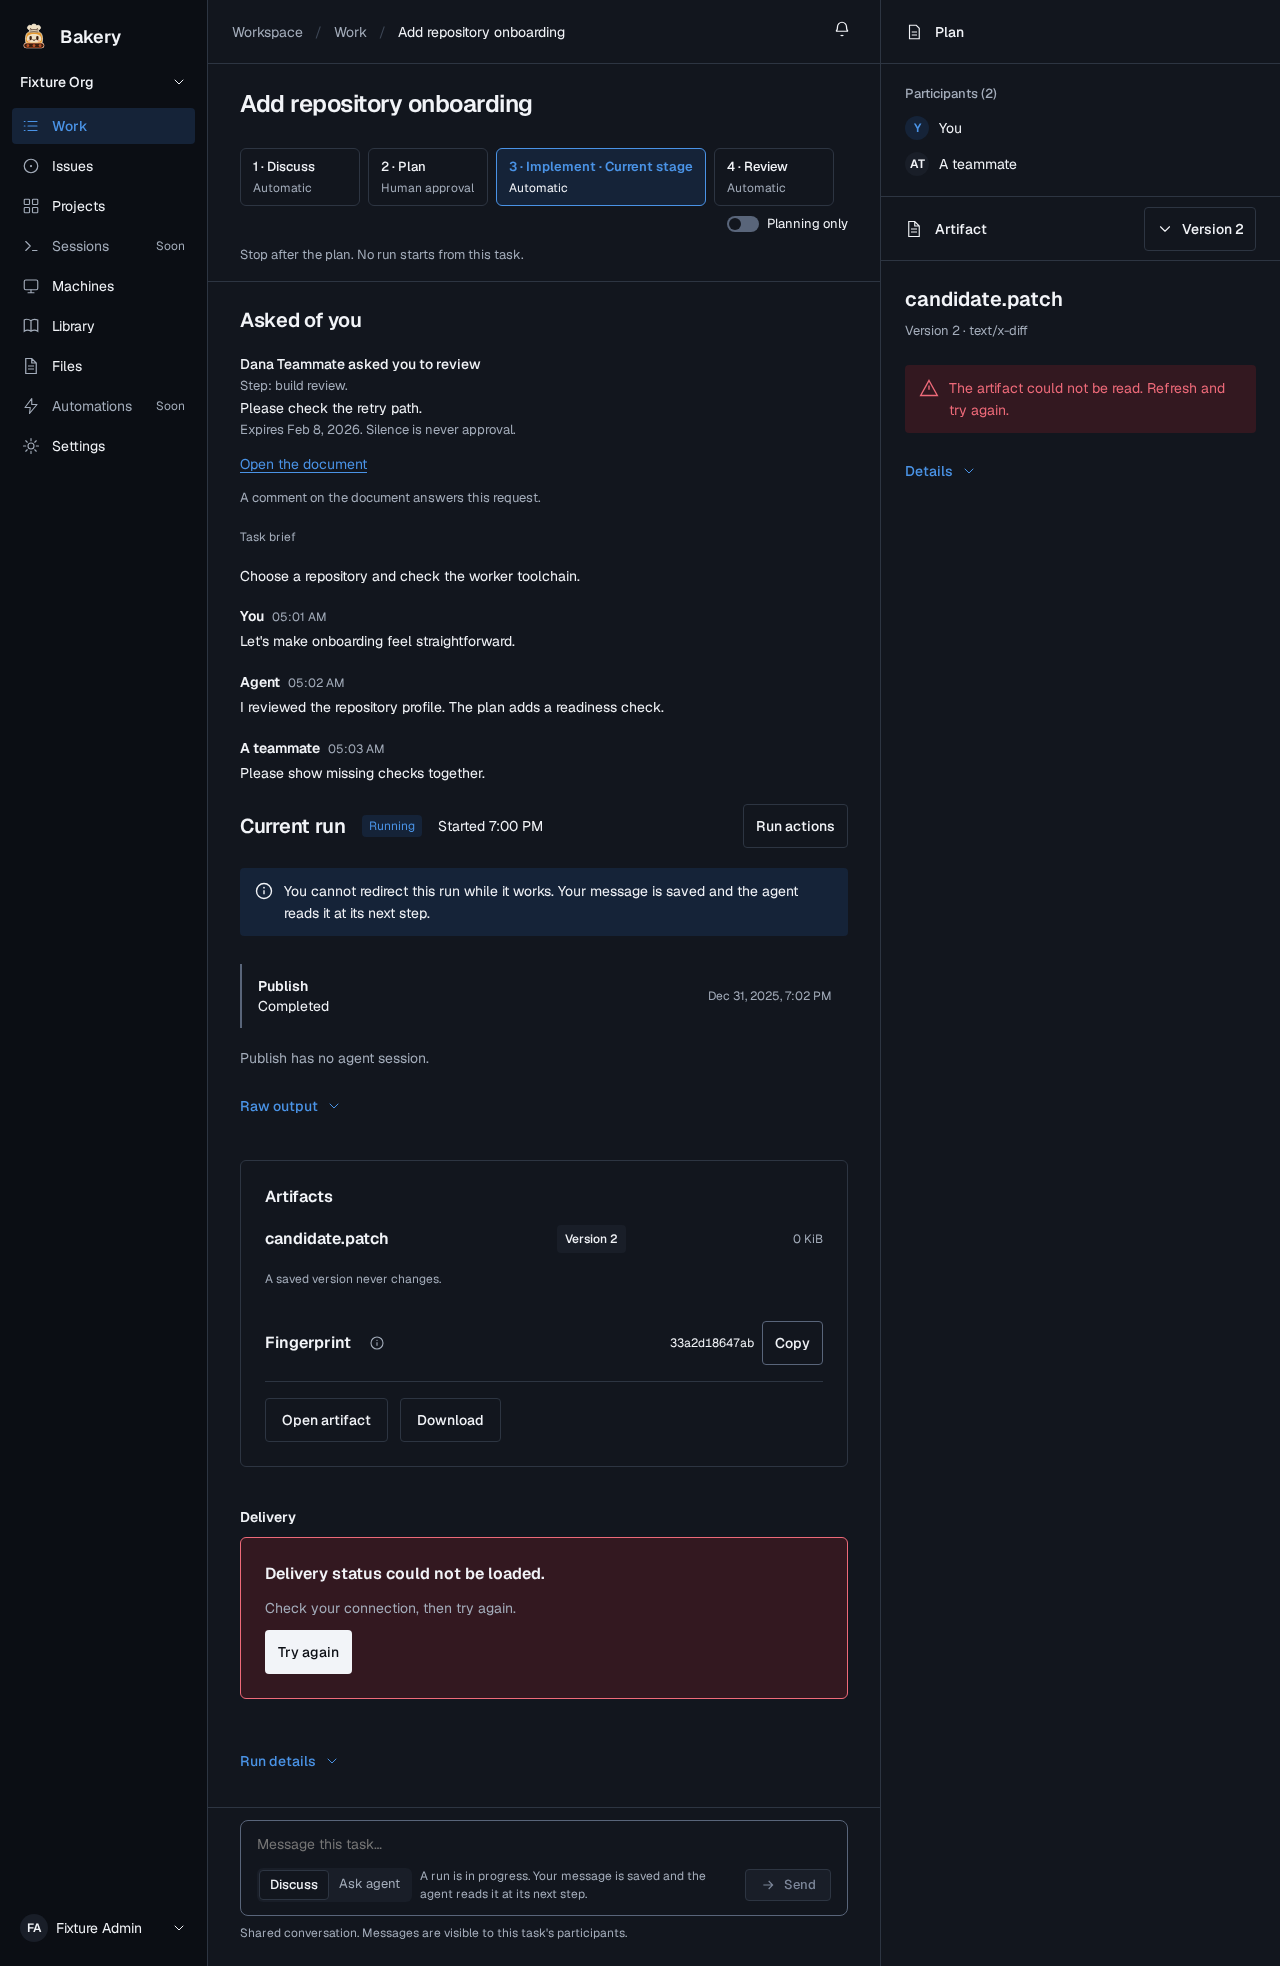 Bakery
Fixture Org
Work
Issues
Projects
Sessions Soon
Machines
Library
Files
Automations Soon
Settings
FA Fixture Admin
Workspace / Work / Add repository onboarding
Add repository onboarding
1 · Discuss
Automatic
2 · Plan
Human approval
3 · Implement · Current stage
Automatic
4 · Review
Automatic
Planning only
Stop after the plan. No run starts from this task.
Asked of you
Dana Teammate asked you to review
Step: build review.
Please check the retry path.
Expires Feb 8, 2026. Silence is never approval.
Open the document
A comment on the document answers this request.
Task brief
Choose a repository and check the worker toolchain.
You 05:01 AM
Let's make onboarding feel straightforward.
Agent 05:02 AM
I reviewed the repository profile. The plan adds a readiness check.
A teammate 05:03 AM
Please show missing checks together.
Current run Running Started 7:00 PM Run actions
You cannot redirect this run while it works. Your message is saved and the agent
reads it at its next step.
Publish
Completed
Dec 31, 2025, 7:02 PM
Publish has no agent session.
Raw output
Artifacts
candidate.patch Version 2 0 KiB
A saved version never changes.
Fingerprint 33a2d18647ab Copy
Open artifact Download
Delivery
Delivery status could not be loaded.
Check your connection, then try again.
Try again
Run details
Message this task...
Discuss Ask agent
A run is in progress. Your message is saved and the
agent reads it at its next step.
Send
Shared conversation. Messages are visible to this task's participants.
Plan
Participants (2)
Y You
AT A teammate
Artifact Version 2
candidate.patch
Version 2 · text/x-diff
The artifact could not be read. Refresh and
try again.
Details